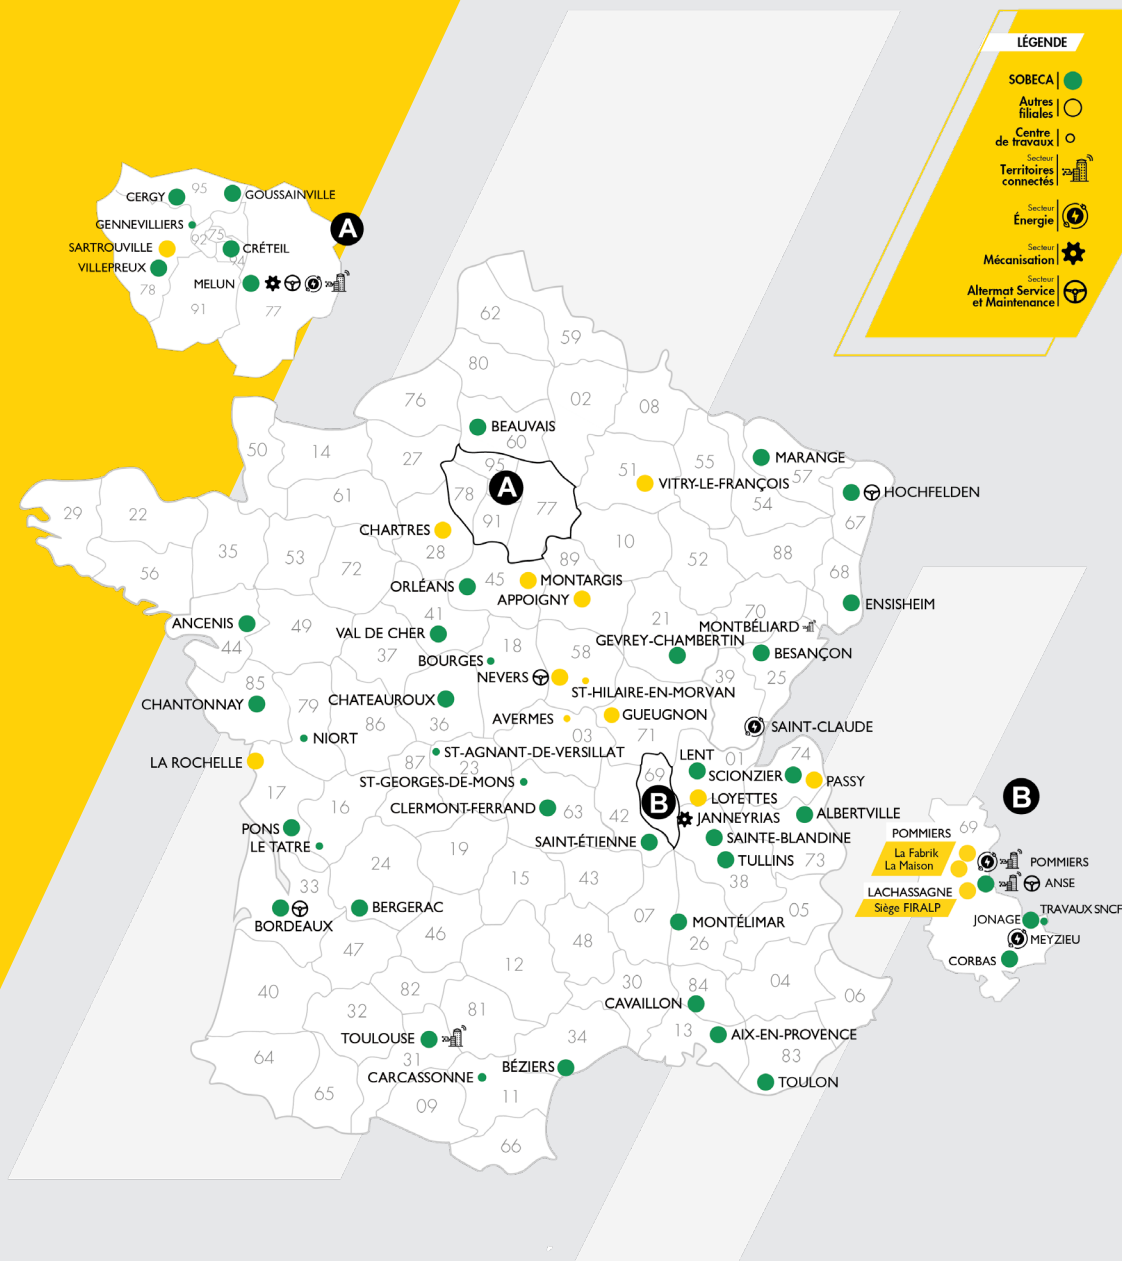 LÉGENDE
SOBECA
Autres
filiales
Centre
de travaux
Secteur
Territoires
connectés
Secteur
Énergie
Secteur
Mécanisation
Secteur
Altermat Service
et Maintenance
CERGY
95
GOUSSAINVILLE
GENNEVILLIERS
92
75
A
SARTROUVILLE
CRÉTEIL
94
VILLEPREUX
78
MELUN
91
77
62
59
80
76
02
08
BEAUVAIS
60
50
14
27
95
A
78
77
91
51
55
MARANGE
57
VITRY-LE-FRANÇOIS
54
HOCHFELDEN
67
29
22
61
CHARTRES
28
35
53
72
56
10
52
88
68
89
45
MONTARGIS
ORLÉANS
APPOIGNY
ENSISHEIM
41
21
70
ANCENIS
49
VAL DE CHER
MONTBÉLIARD
44
37
18
58
GEVREY-CHAMBERTIN
BESANÇON
BOURGES
NEVERS
39
25
85
ST-HILAIRE-EN-MORVAN
CHANTONNAY
79
CHATEAUROUX
86
36
AVERMES
GUEUGNON
03
71
SAINT-CLAUDE
NIORT
87
ST-AGNANT-DE-VERSILLAT
23
LENT
01
74
LA ROCHELLE
69
SCIONZIER
PASSY
ST-GEORGES-DE-MONS
17
16
CLERMONT-FERRAND
63
42
B
LOYETTES
JANNEYRIAS
ALBERTVILLE
PONS
LE TATRE
SAINT-ÉTIENNE
SAINTE-BLANDINE
24
19
TULLINS
73
33
15
43
38
BORDEAUX
BERGERAC
07
MONTÉLIMAR
05
47
46
48
26
12
40
82
30
84
04
06
32
81
CAVAILLON
TOULOUSE
34
13
AIX-EN-PROVENCE
64
31
83
CARCASSONNE
BÉZIERS
TOULON
65
09
11
66
B
69
POMMIERS
La Fabrik
La Maison
POMMIERS
LACHASSAGNE
ANSE
Siège FIRALP
JONAGE
TRAVAUX SNCF
MEYZIEU
CORBAS